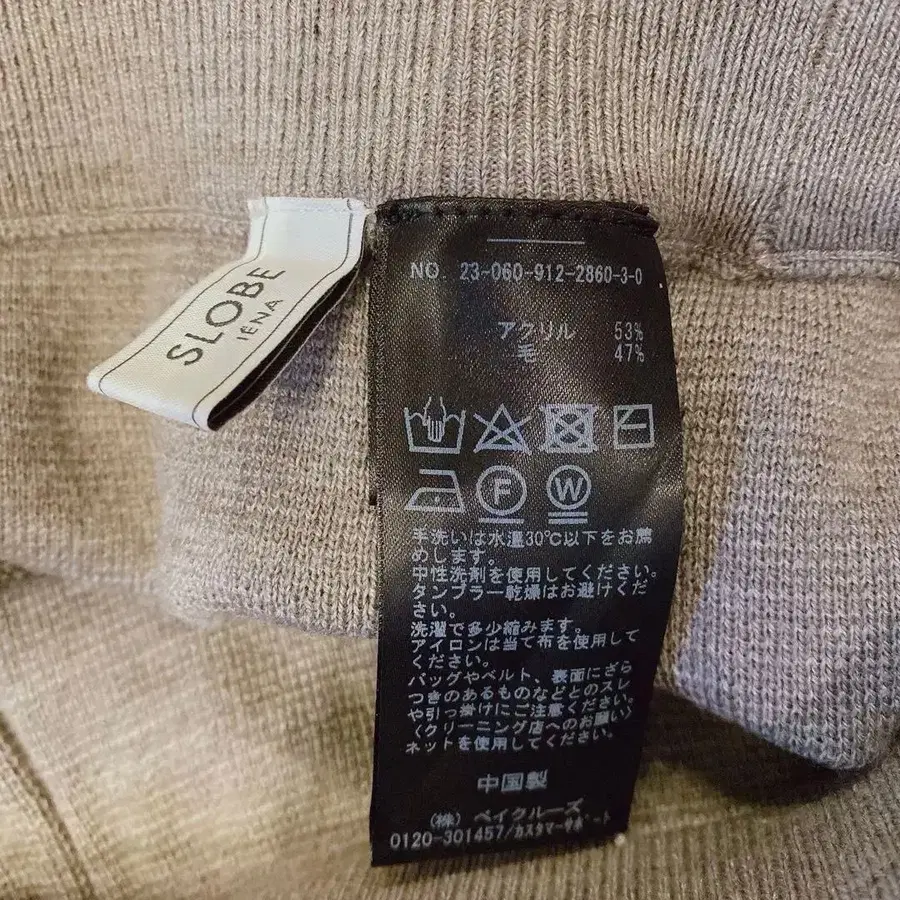 SLOBE
IENA
NO. 23-060-912-2860-3-0
アクリル 53%
毛 47%
F
W
手洗いは水温30℃以下をお薦
めします。
中性洗剤を使用してください。
タンブラー乾燥はお避けくだ
さい。
洗濯で多少縮みます。
アイロンは当て布を使用して
ください。
バッグやベルト、表面にざら
つきのあるものなどとのスレ
や引っ掛けにご注意ください。
〈クリーニング店へのお願い〉
ネットを使用してください。
中国製
(株) ベイクルーズ
0120-301457/カスタマーサポート